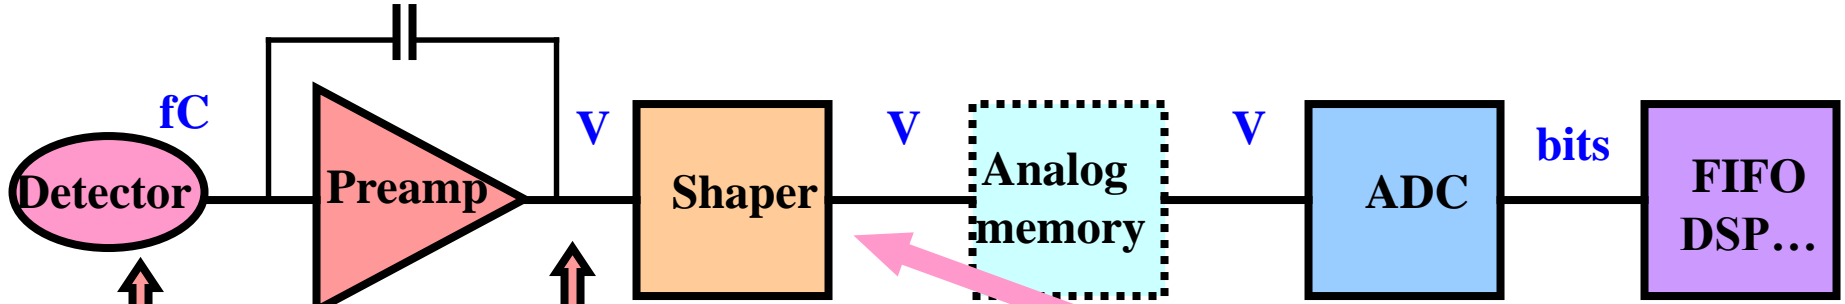 fC
V
V
V
bits
Detector
Preamp
Shaper
Analog
memory
ADC
FIFO
DSP…